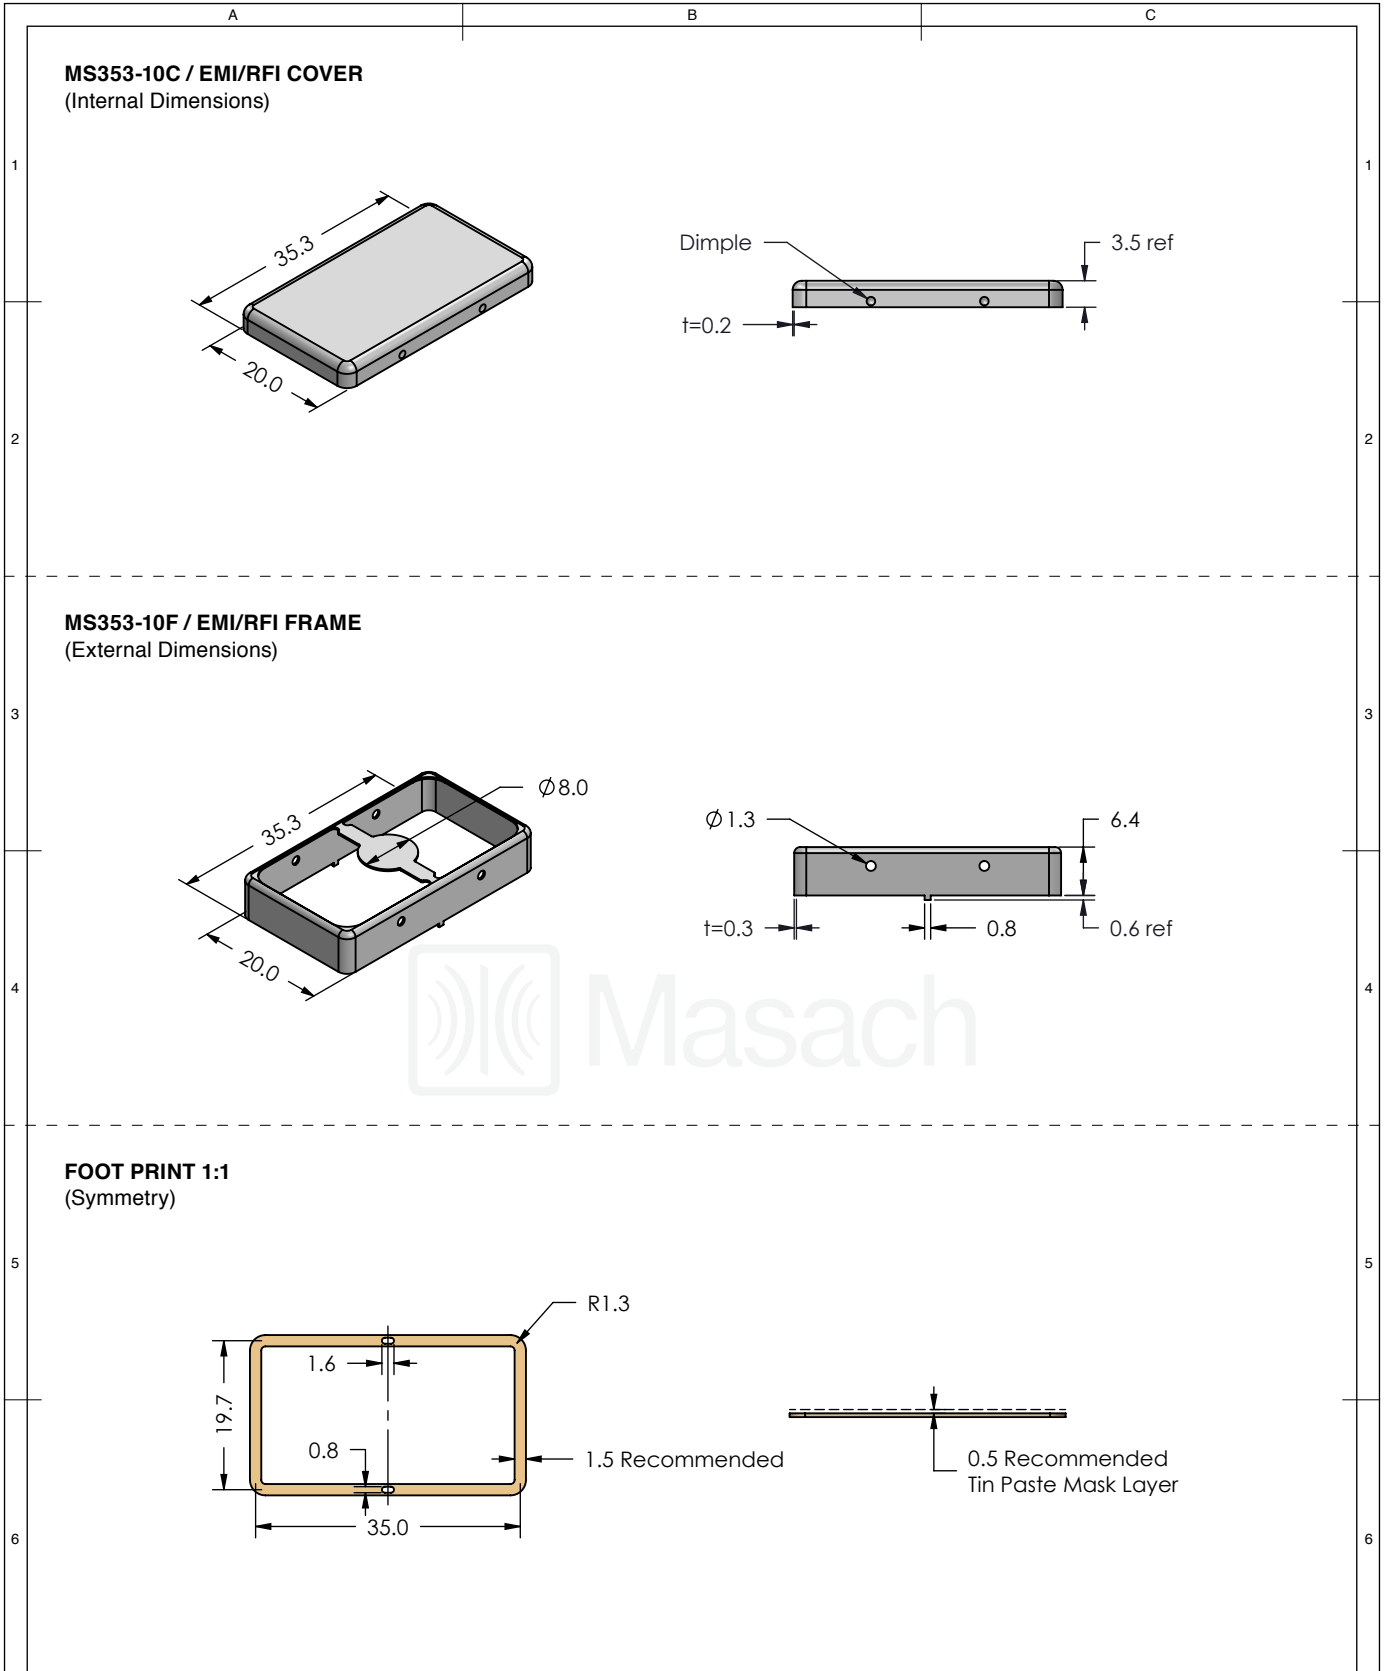 A B C
MS353-10C / EMI/RFI COVER
(Internal Dimensions)
1 1
35.3
20.0
Dimple
3.5 ref
t=0.2
2 2
MS353-10F / EMI/RFI FRAME
(External Dimensions)
3 3
35.3
Ø8.0
20.0
Ø1.3
6.4
t=0.3
0.8
0.6 ref
4 4
Masach
FOOT PRINT 1:1
(Symmetry)
5 5
R1.3
1.6
19.7
0.8
1.5 Recommended
35.0
0.5 Recommended
Tin Paste Mask Layer
6 6